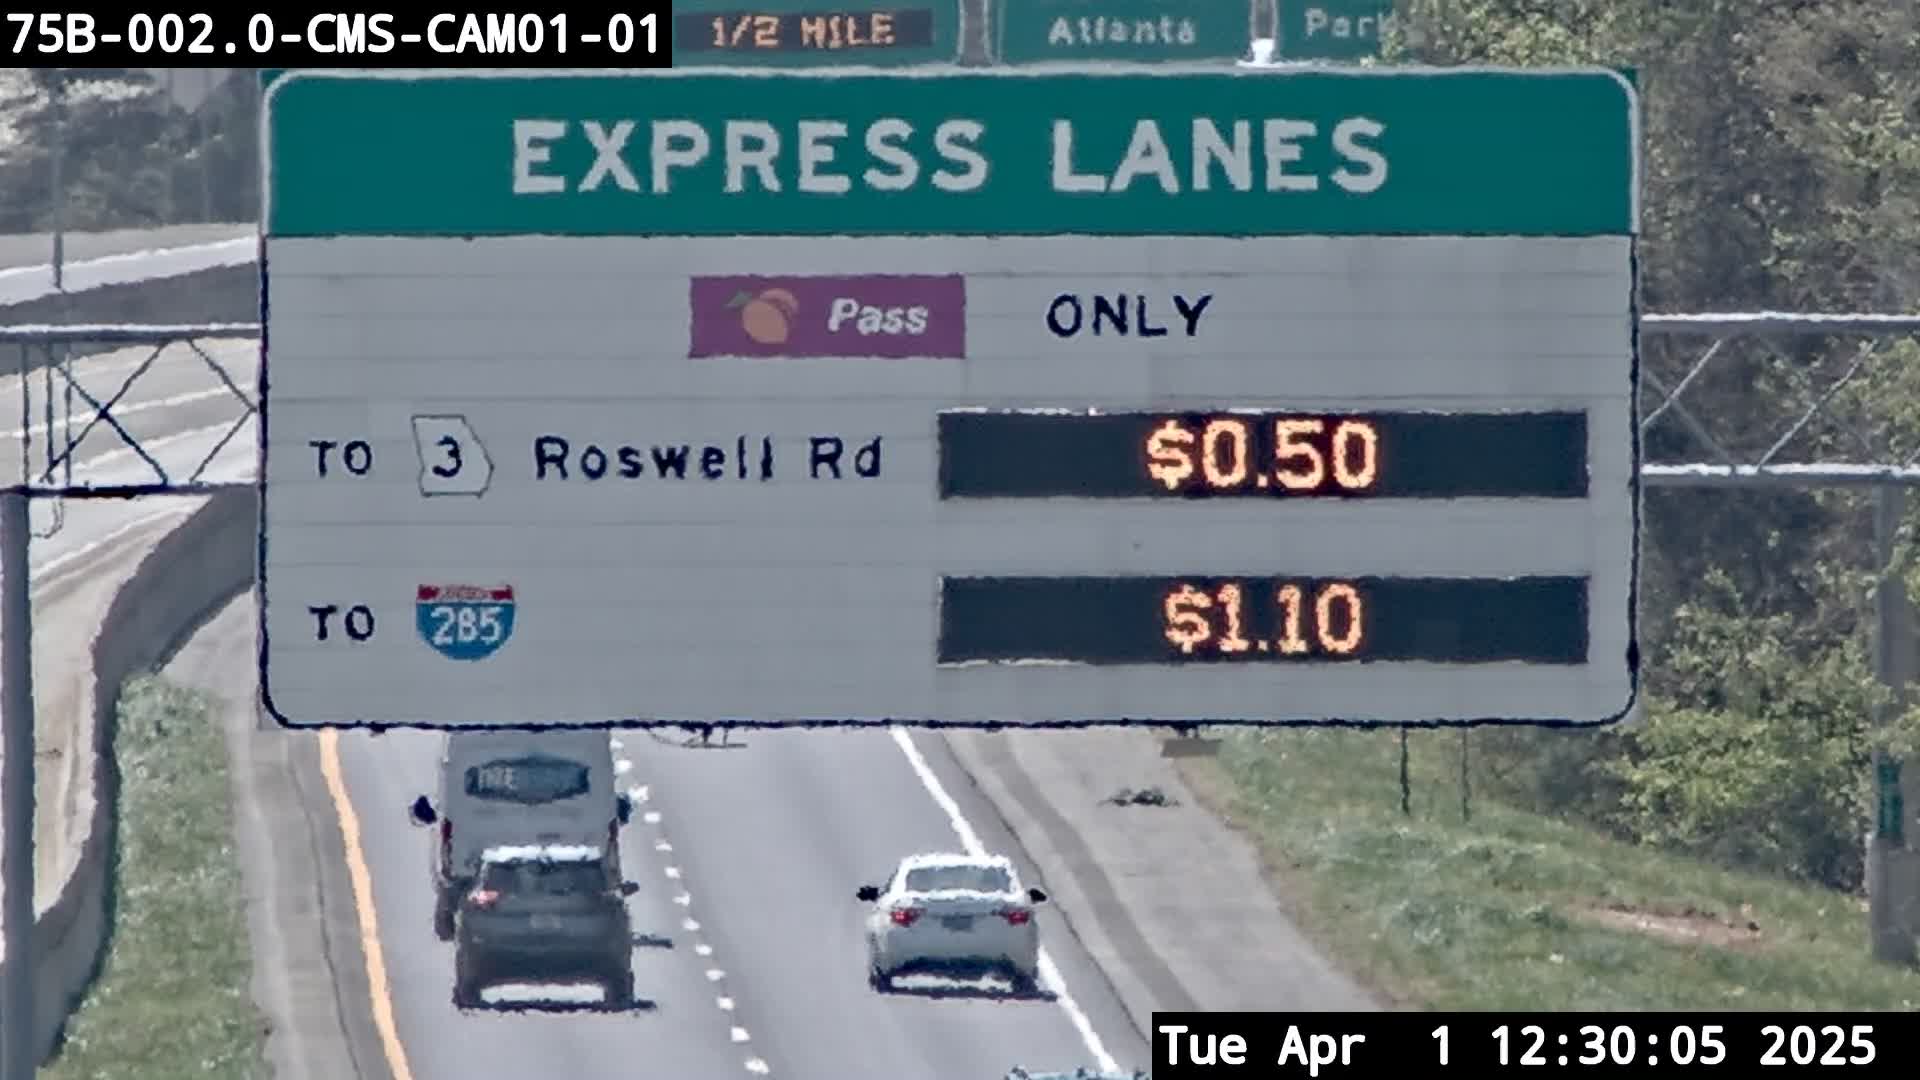 75B-002.0-CMS-CAM01-01
1/2 MILE
Atlanta
EXPRESS LANES
Pass ONLY
TO 3 Roswell Rd $0.50
TO 285 $1.10
Tue Apr 1 12:30:05 2025